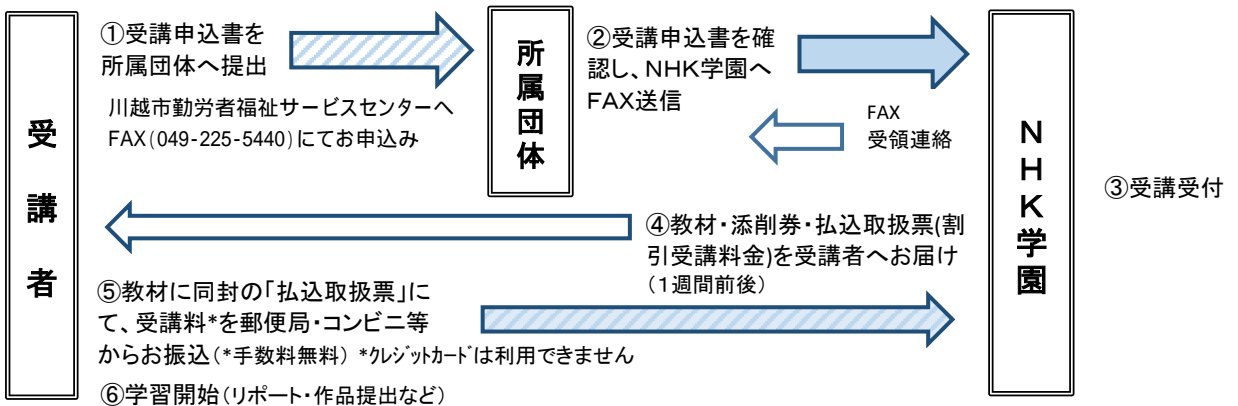 ①受講申込書を
所属団体へ提出
川越市勤労者福祉サービスセンターへ
FAX(049-225-5440)にてお申込み
受講者
所属団体
②受講申込書を確
認し、NHK学園へ
FAX送信
FAX
受領連絡
NHK学園
③受講受付
④教材・添削券・払込取扱票(割
引受講料金)を受講者へお届け
(１週間前後)
⑤教材に同封の「払込取扱票」に
て、受講料*を郵便局・コンビニ等
からお振込(*手数料無料) *ｸﾚｼﾞｯﾄｶｰﾄﾞは利用できません
⑥学習開始(リポート・作品提出など)